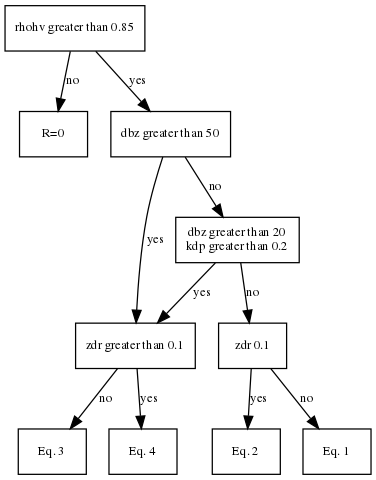 rhohv greater than 0.85
no
yes
R=0
dbz greater than 50
no
yes
dbz greater than 20
kdp greater than 0.2
yes
no
zdr greater than 0.1
zdr 0.1
no
yes
yes
no
Eq. 3
Eq. 4
Eq. 2
Eq. 1